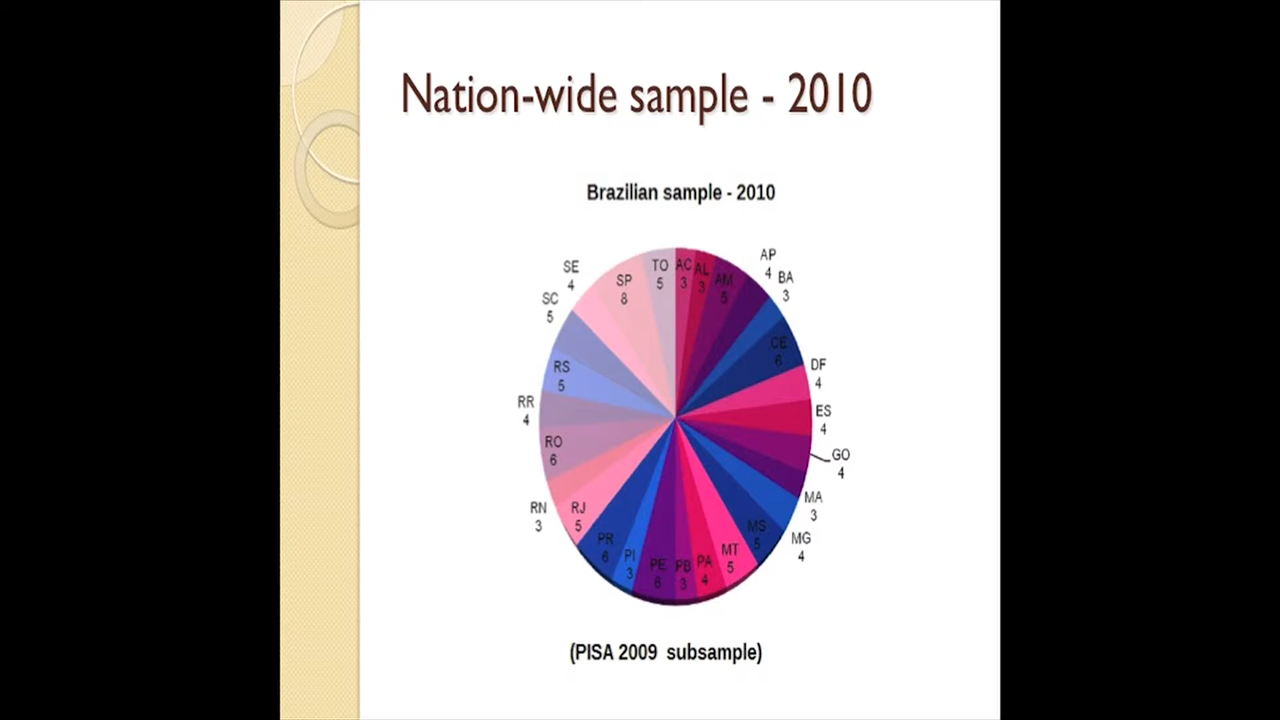 Nation-wide sample - 2010
Brazilian sample - 2010
AC
3
AL
3
AM
5
AP
4
BA
3
CE
6
DF
4
ES
4
GO
4
MA
3
MG
4
MS
5
MT
5
PA
4
PB
3
PE
6
PI
3
PR
6
RJ
5
RN
3
RO
6
RR
4
RS
5
SC
5
SE
4
SP
8
TO
5
(PISA 2009 subsample)